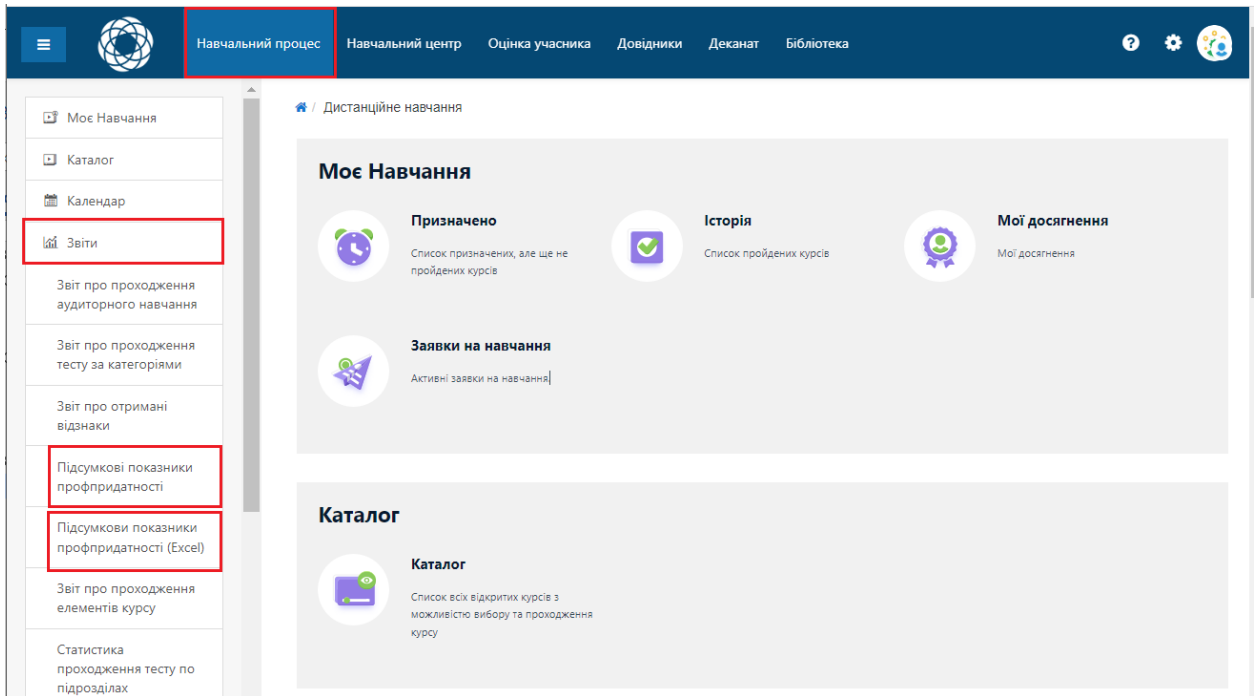 Навчальний процес
Навчальний центр
Оцінка учасника
Довідники
Деканат
Бібліотека
Моє Навчання
Каталог
Календар
Звіти
Звіт про проходження
аудиторного навчання
Звіт про проходження
тесту за категоріями
Звіт про отримані
відзнаки
Підсумкові показники
профпридатності
Підсумкови показники
профпридатності (Excel)
Звіт про проходження
елементів курсу
Статистика
проходження тесту по
підрозділах
/ Дистанційне навчання
Моє Навчання
Призначено
Список призначених, але ще не
пройдених курсів
Історія
Список пройдених курсів
Мої досягнення
Мої досягнення
Заявки на навчання
Активні заявки на навчання
Каталог
Каталог
Список всіх відкритих курсів з
можливістю вибору та проходження
курсу